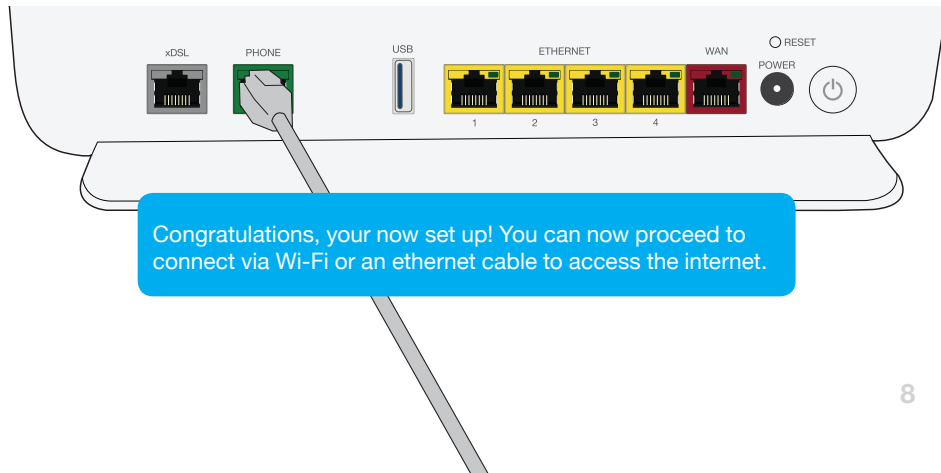 RESET
xDSL PHONE USB ETHERNET WAN
POWER
1 2 3 4
Congratulations, your now set up! You can now proceed to
connect via Wi-Fi or an ethernet cable to access the internet.
8